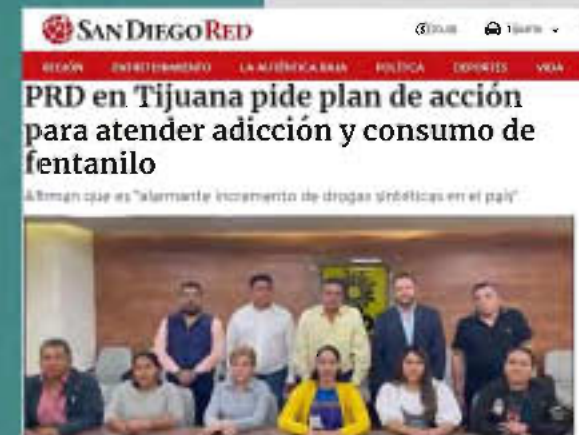 SAN DIEGO RED
REGIÓN ENTRETENIMIENTO LA AUTÉNTICA BAJA POLÍTICA DEPORTES VIDA
PRD en Tijuana pide plan de acción
para atender adicción y consumo de
fentanilo
Afirman que es "alarmante incremento de drogas sintéticas en el país"